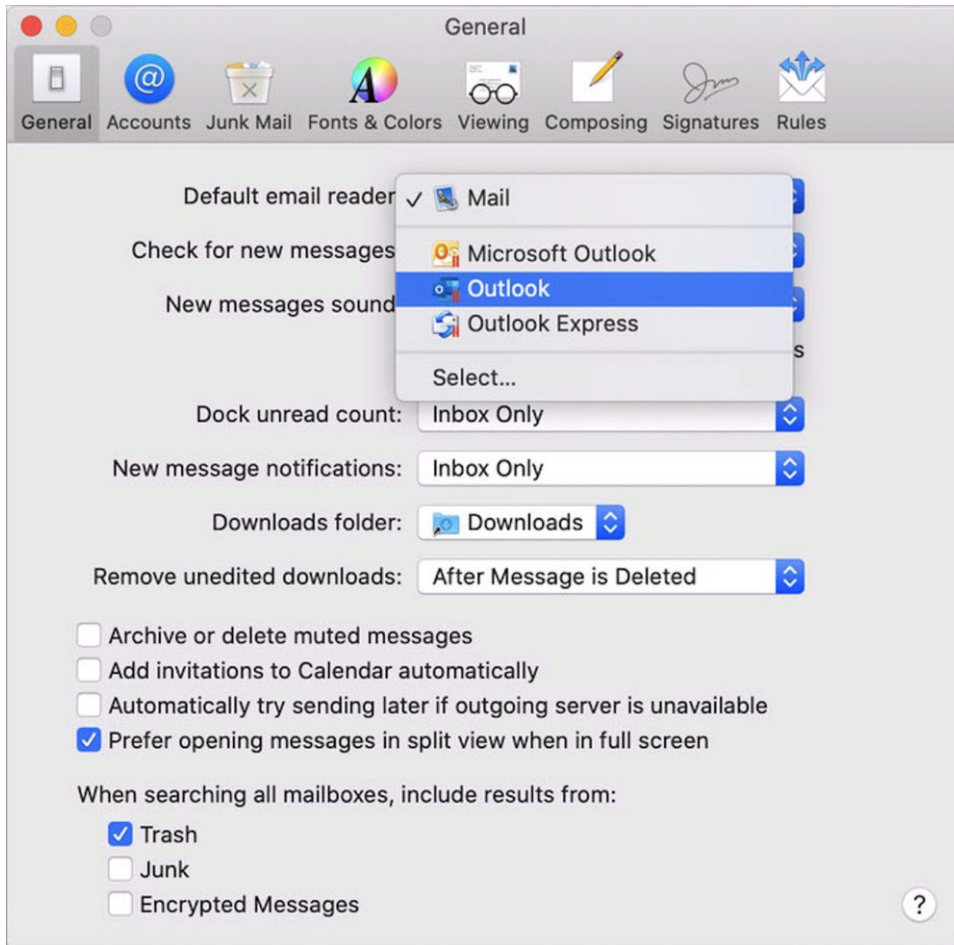 General
General Accounts Junk Mail Fonts & Colors Viewing Composing Signatures Rules
Default email reader ✓ Mail
Check for new messages Microsoft Outlook
Outlook
New messages sound Outlook Express
s
Select...
Dock unread count: Inbox Only
New message notifications: Inbox Only
Downloads folder: Downloads
Remove unedited downloads: After Message is Deleted
Archive or delete muted messages
Add invitations to Calendar automatically
Automatically try sending later if outgoing server is unavailable
Prefer opening messages in split view when in full screen
When searching all mailboxes, include results from:
Trash
Junk
Encrypted Messages
?